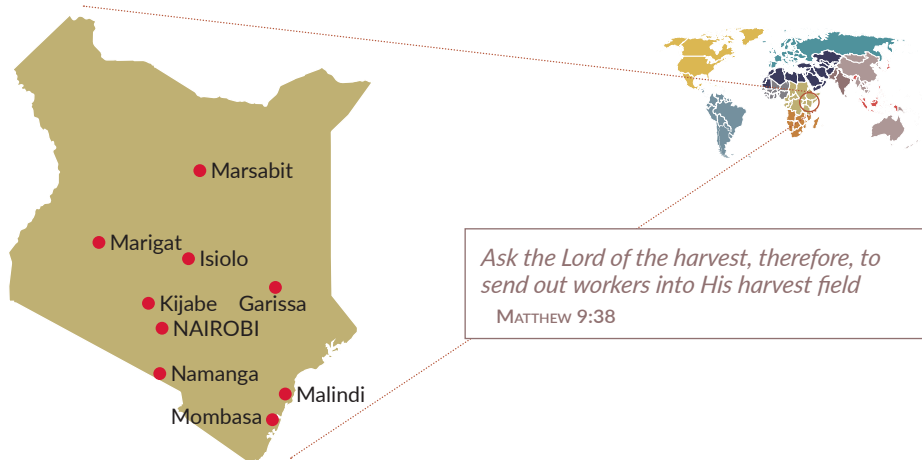 Marsabit
Marigat
Isiolo
Kijabe
Garissa
NAIROBI
Namanga
Malindi
Mombasa
Ask the Lord of the harvest, therefore, to
send out workers into His harvest field
MATTHEW 9:38